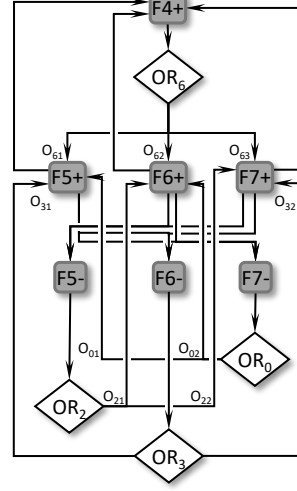 F4+
OR₆
O₆₁ O₆₂ O₆₃
F5+ F6+ F7+
O₃₁ O₃₂
F5- F6- F7-
O₀₁ O₀₂ OR₀
OR₂ O₂₁ O₂₂
OR₃